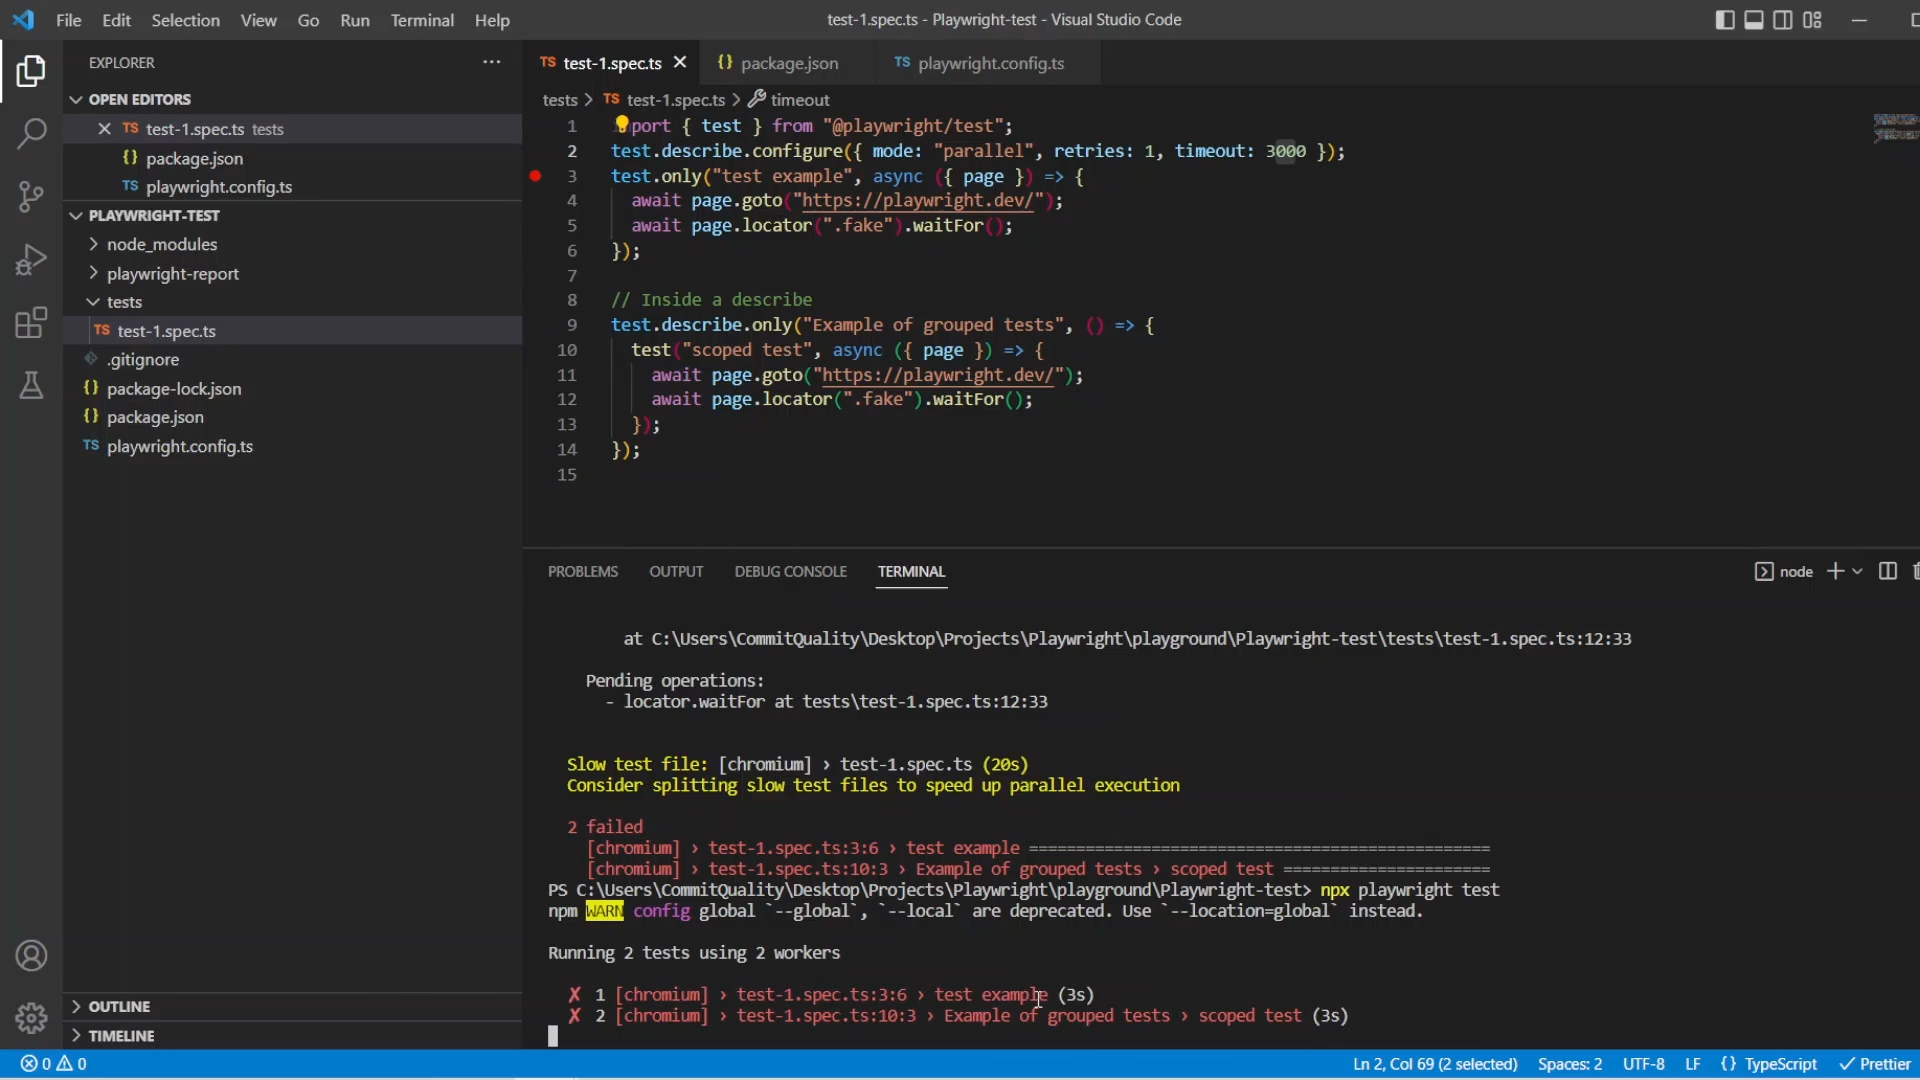 File Edit Selection View Go Run Terminal Help
test-1.spec.ts - Playwright-test - Visual Studio Code
EXPLORER
OPEN EDITORS
TS test-1.spec.ts tests
{} package.json
TS playwright.config.ts
PLAYWRIGHT-TEST
node_modules
playwright-report
tests
TS test-1.spec.ts
.gitignore
{} package-lock.json
{} package.json
TS playwright.config.ts
OUTLINE
TIMELINE
TS test-1.spec.ts {} package.json TS playwright.config.ts
tests > TS test-1.spec.ts > timeout
1 port { test } from "@playwright/test";
2 test.describe.configure({ mode: "parallel", retries: 1, timeout: 3000 });
3 test.only("test example", async ({ page }) => {
4 await page.goto("https://playwright.dev/");
5 await page.locator(".fake").waitFor();
6 });
7
8 // Inside a describe
9 test.describe.only("Example of grouped tests", () => {
10 test("scoped test", async ({ page }) => {
11 await page.goto("https://playwright.dev/");
12 await page.locator(".fake").waitFor();
13 });
14 });
15
PROBLEMS OUTPUT DEBUG CONSOLE TERMINAL
node
at C:\Users\CommitQuality\Desktop\Projects\Playwright\playground\Playwright-test\tests\test-1.spec.ts:12:33
Pending operations:
- locator.waitFor at tests\test-1.spec.ts:12:33
Slow test file: [chromium] › test-1.spec.ts (20s)
Consider splitting slow test files to speed up parallel execution
2 failed
[chromium] › test-1.spec.ts:3:6 › test example =================================================
[chromium] › test-1.spec.ts:10:3 › Example of grouped tests › scoped test ======================
PS C:\Users\CommitQuality\Desktop\Projects\Playwright\playground\Playwright-test> npx playwright test
npm WARN config global `--global`, `--local` are deprecated. Use `--location=global` instead.
Running 2 tests using 2 workers
✗ 1 [chromium] › test-1.spec.ts:3:6 › test example (3s)
✗ 2 [chromium] › test-1.spec.ts:10:3 › Example of grouped tests › scoped test (3s)
0 0
Ln 2, Col 69 (2 selected) Spaces: 2 UTF-8 LF {} TypeScript Prettier